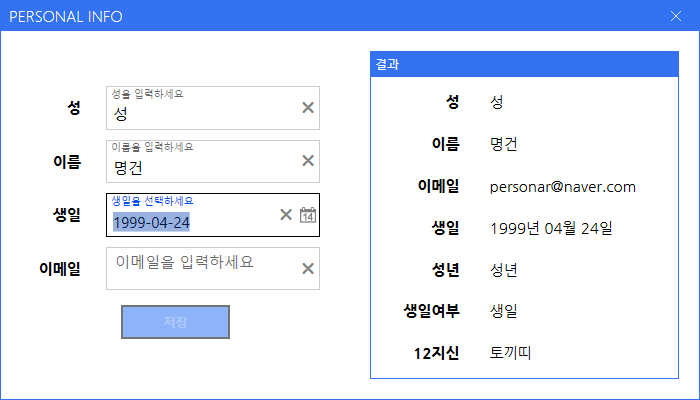 PERSONAL INFO
성
성을 입력하세요
성
이름
이름을 입력하세요
명건
생일
생일을 선택하세요
1999-04-24
14
이메일
이메일을 입력하세요
저장
결과
성 성
이름 명건
이메일 personar@naver.com
생일 1999년 04월 24일
성년 성년
생일여부 생일
12지신 토끼띠